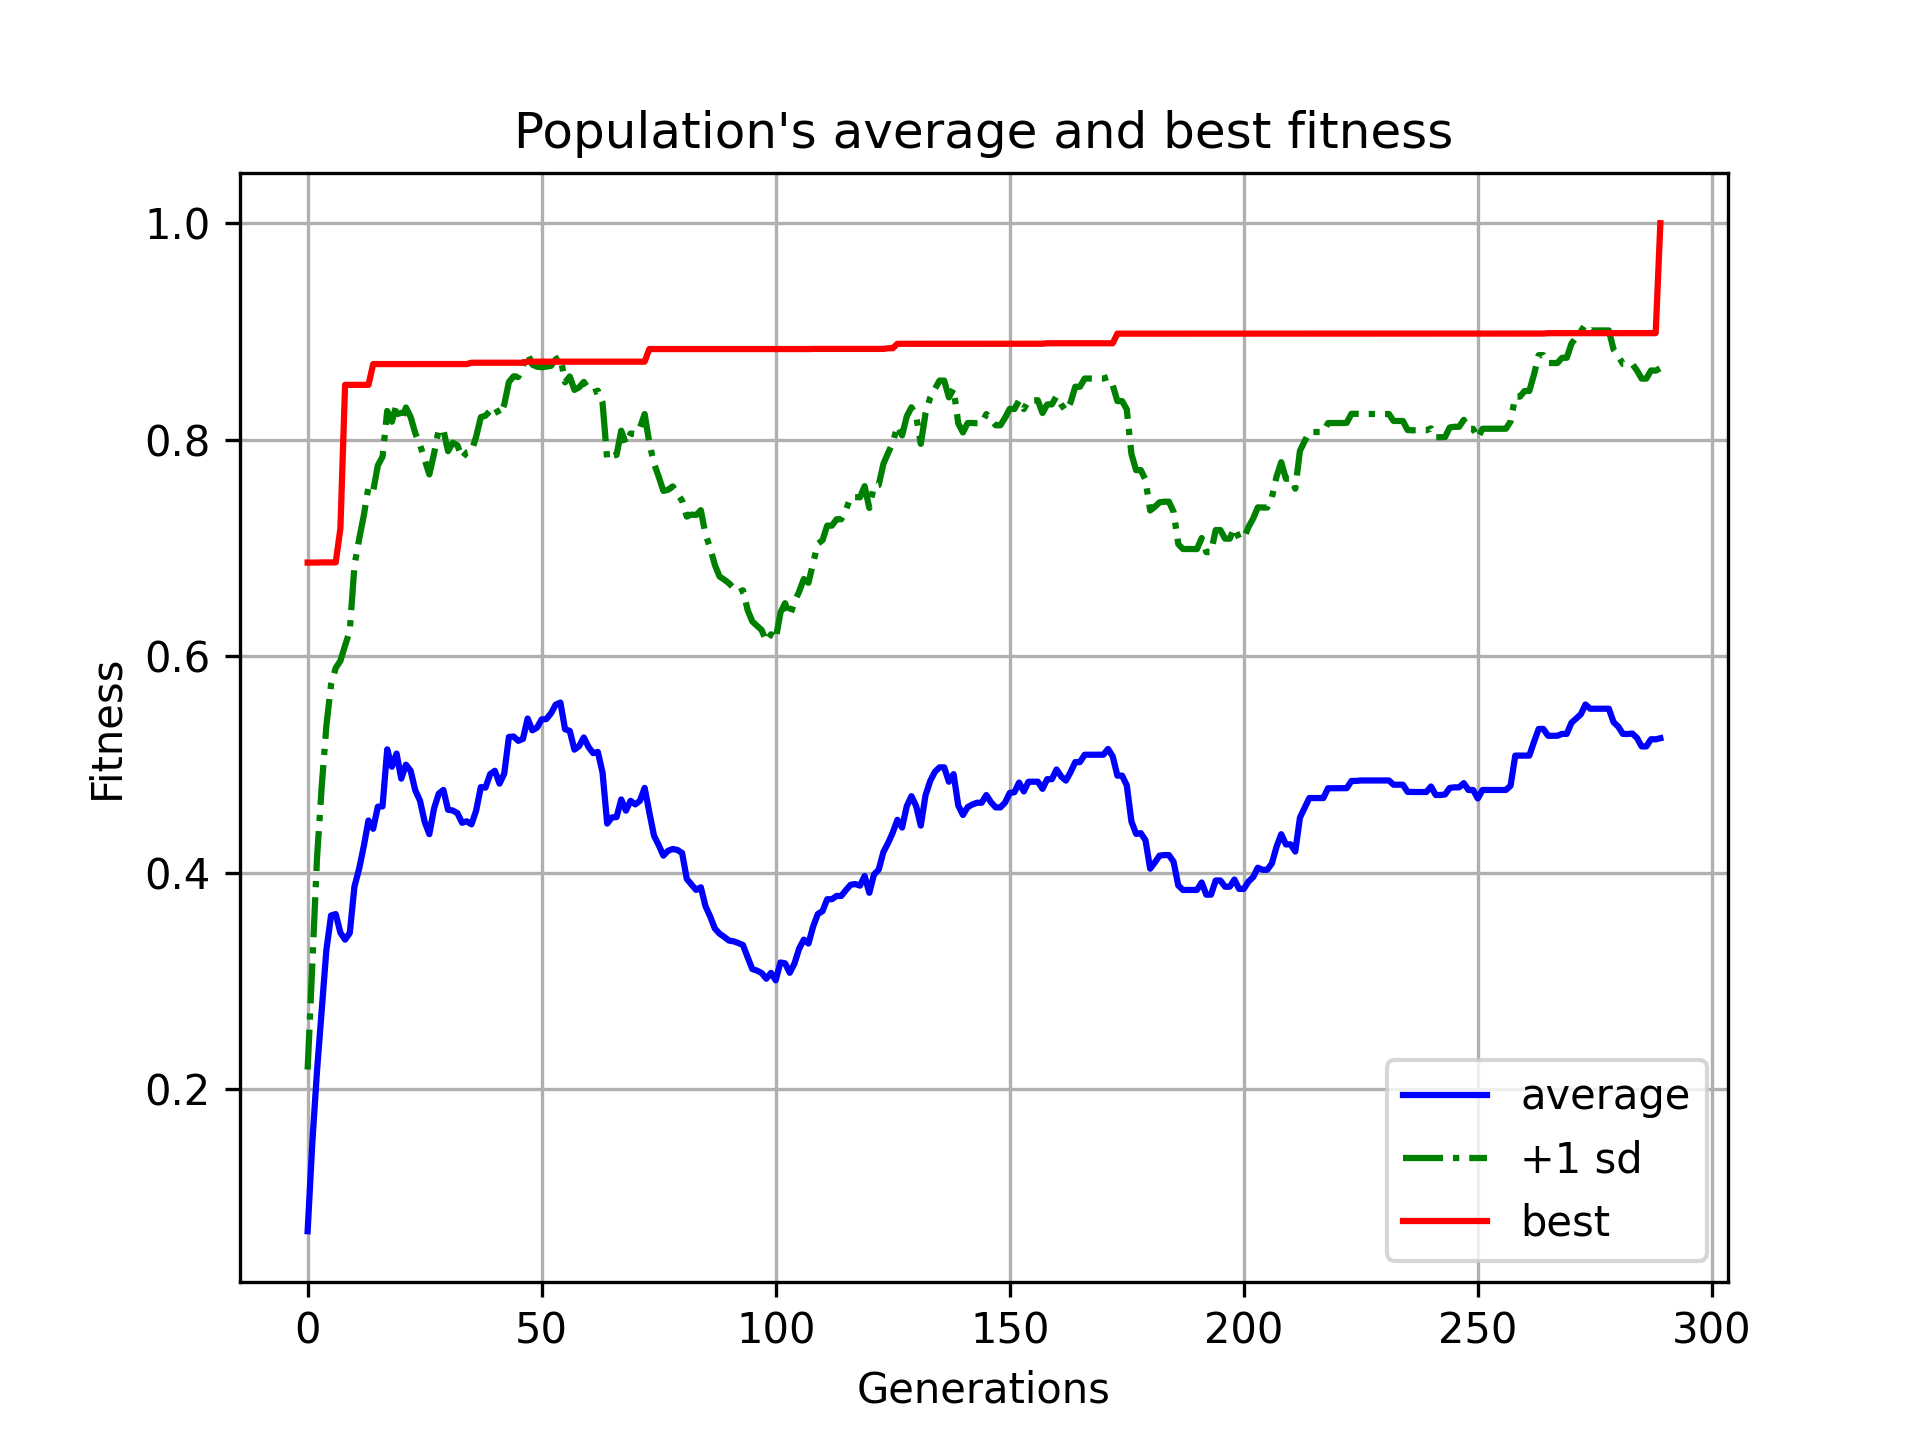 Population's average and best fitness
1.0
0.8
0.6
0.4
0.2
Fitness
average
+1 sd
best
0 50 100 150 200 250 300
Generations